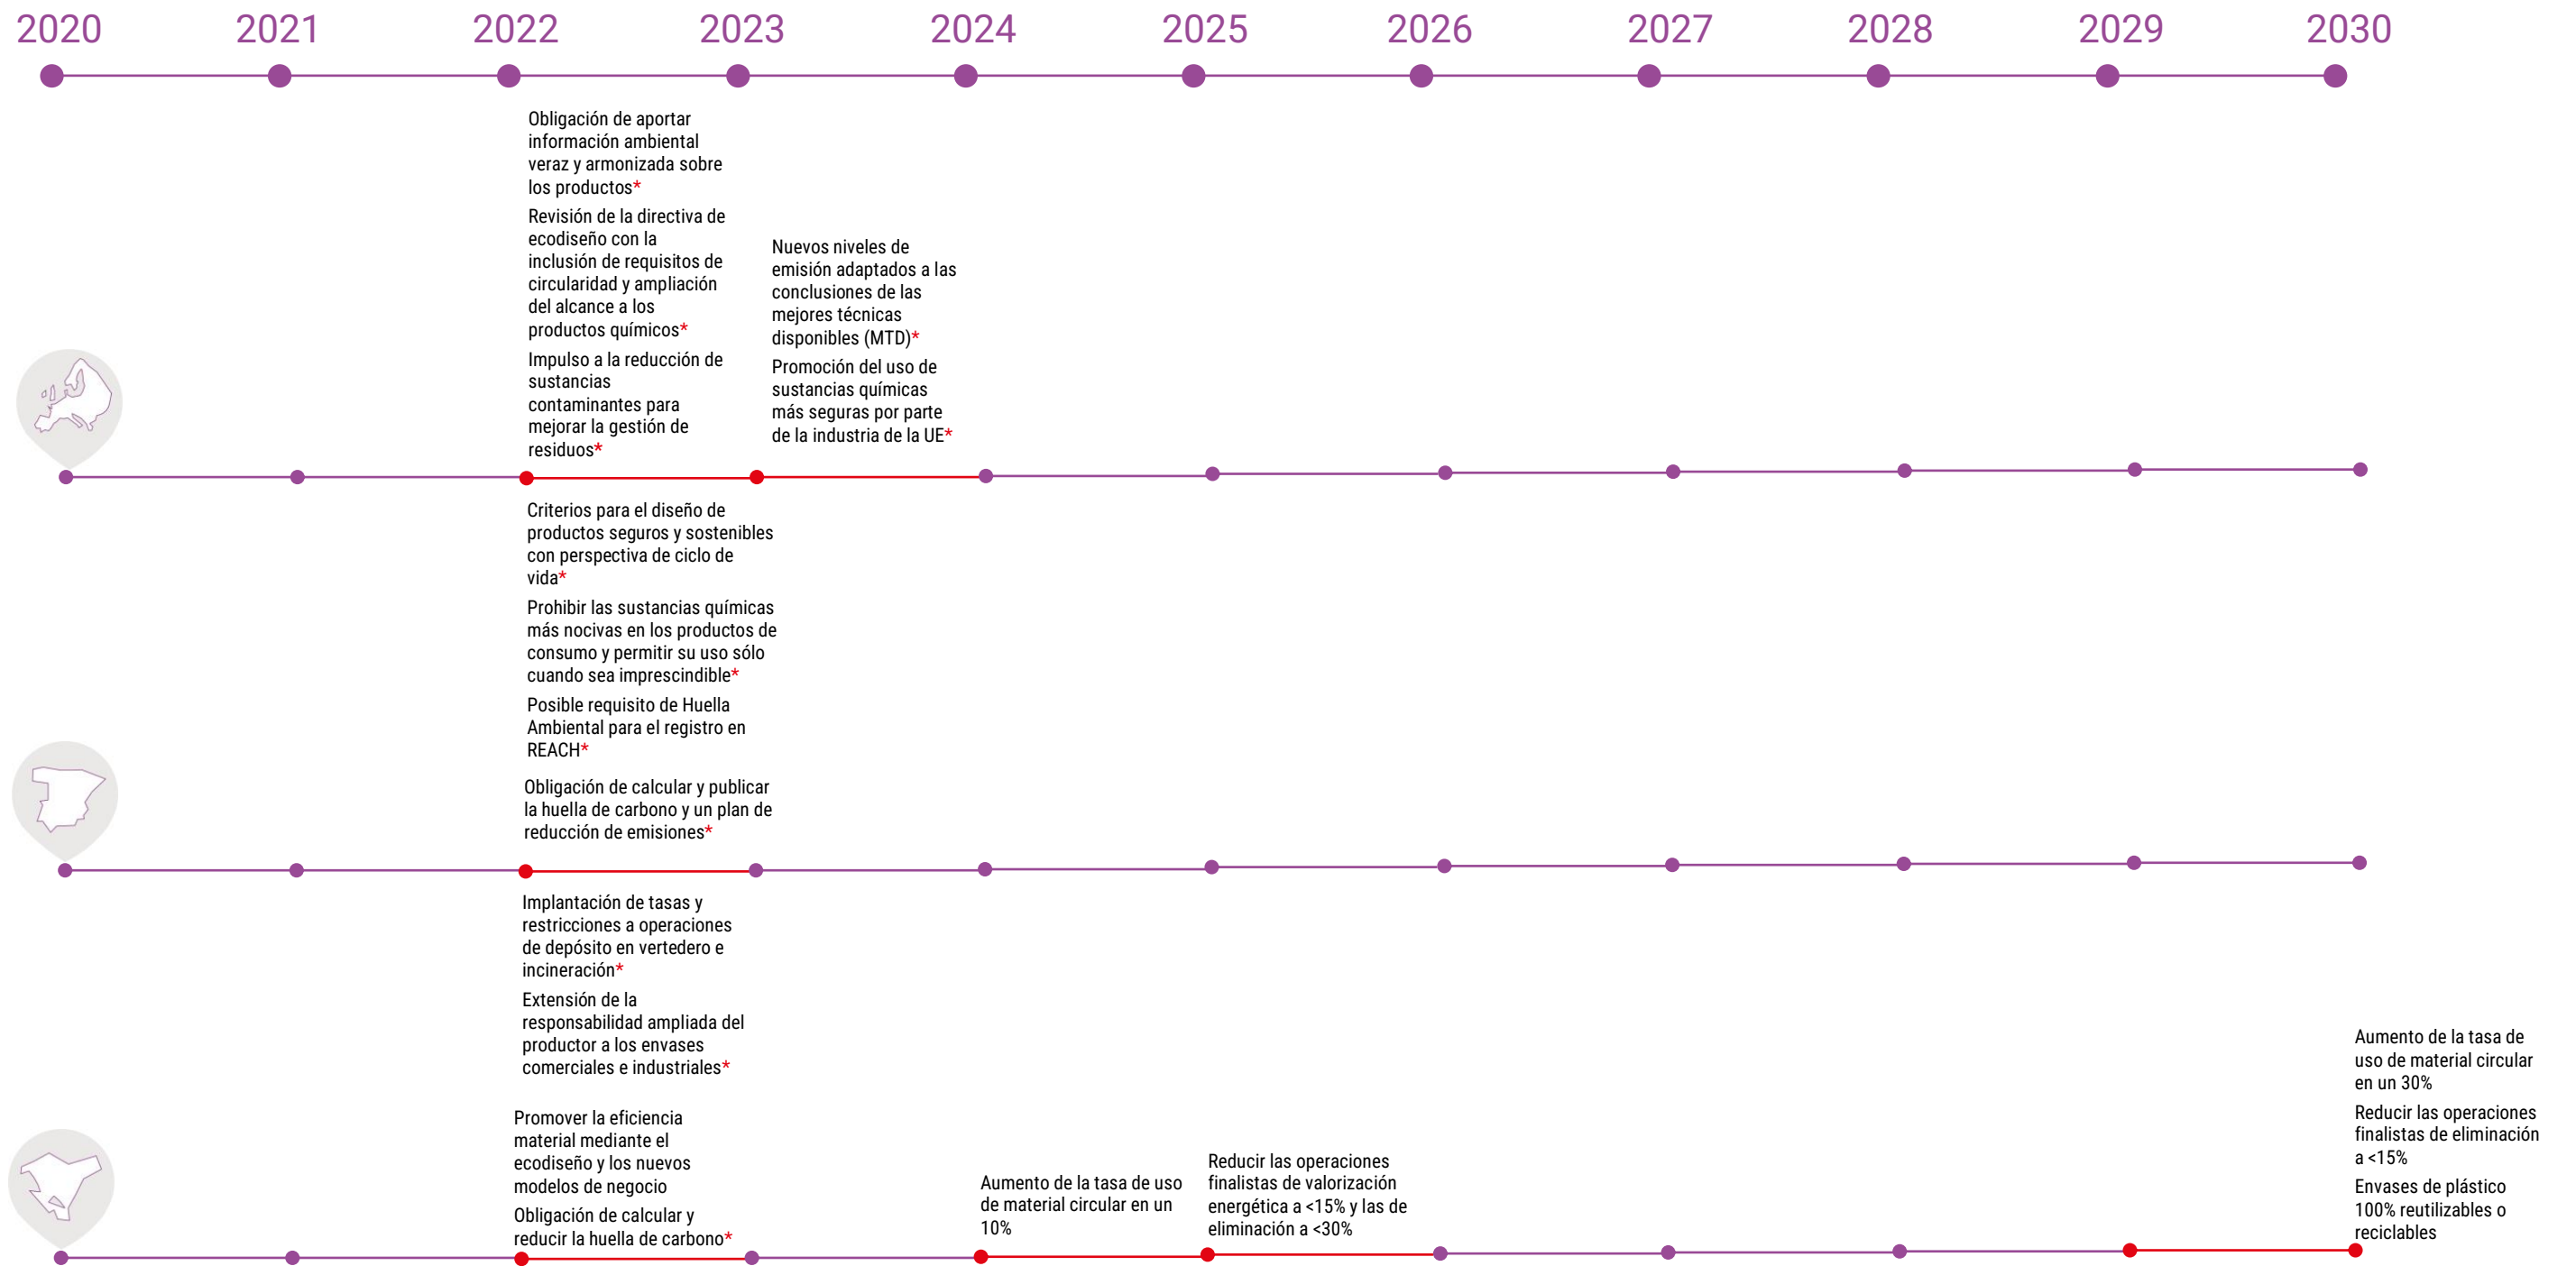 2020 2021 2022 2023 2024 2025 2026 2027 2028 2029 2030
Obligación de aportar
información ambiental
veraz y armonizada sobre
los productos*
Revisión de la directiva de
ecodiseño con la
inclusión de requisitos de
circularidad y ampliación
del alcance a los
productos químicos*
Impulso a la reducción de
sustancias
contaminantes para
mejorar la gestión de
residuos*
Nuevos niveles de
emisión adaptados a las
conclusiones de las
mejores técnicas
disponibles (MTD)*
Promoción del uso de
sustancias químicas
más seguras por parte
de la industria de la UE*
Criterios para el diseño de
productos seguros y sostenibles
con perspectiva de ciclo de
vida*
Prohibir las sustancias químicas
más nocivas en los productos de
consumo y permitir su uso sólo
cuando sea imprescindible*
Posible requisito de Huella
Ambiental para el registro en
REACH*
Obligación de calcular y publicar
la huella de carbono y un plan de
reducción de emisiones*
Implantación de tasas y
restricciones a operaciones
de depósito en vertedero e
incineración*
Extensión de la
responsabilidad ampliada del
productor a los envases
comerciales e industriales*
Promover la eficiencia
material mediante el
ecodiseño y los nuevos
modelos de negocio
Obligación de calcular y
reducir la huella de carbono*
Aumento de la tasa de uso
de material circular en un
10%
Reducir las operaciones
finalistas de valorización
energética a <15% y las de
eliminación a <30%
Aumento de la tasa de
uso de material circular
en un 30%
Reducir las operaciones
finalistas de eliminación
a <15%
Envases de plástico
100% reutilizables o
reciclables